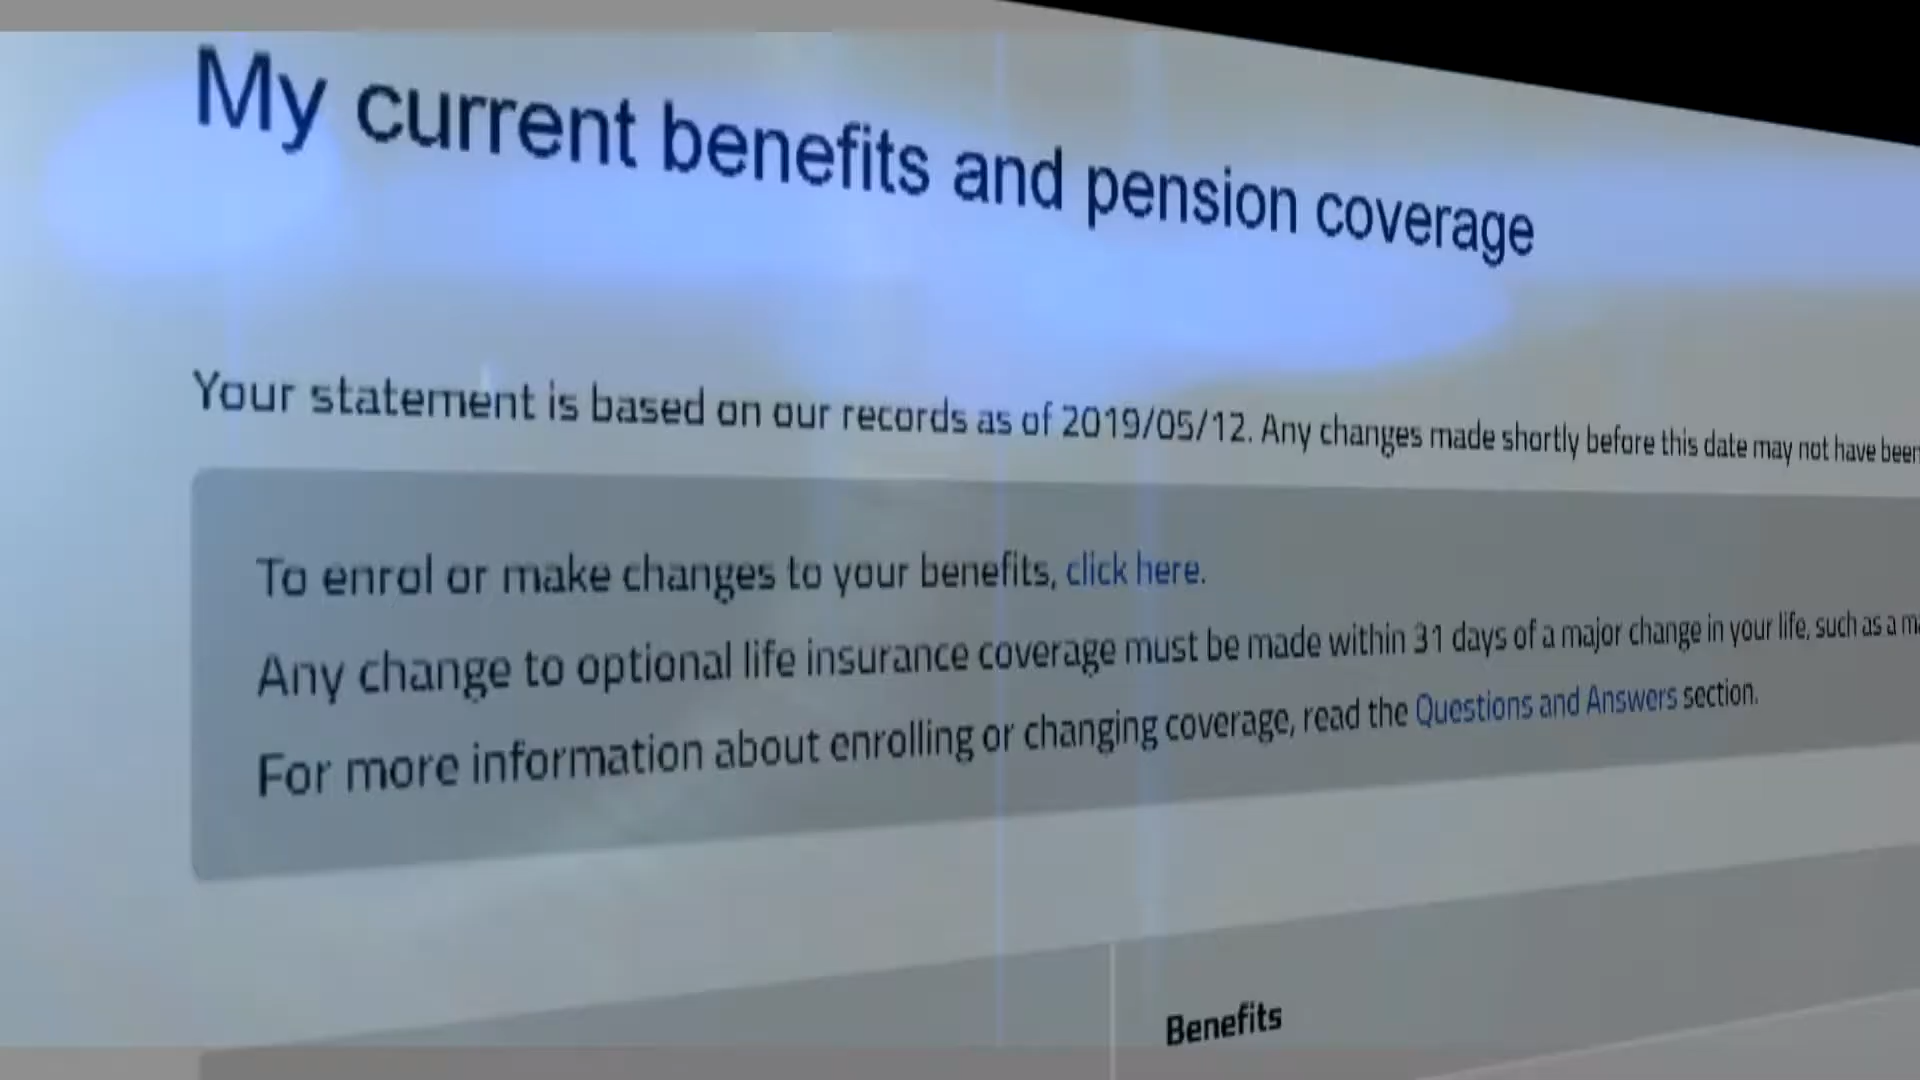 My current benefits and pension coverage
Your statement is based on our records as of 2019/05/12. Any changes made shortly before this date may not have been
To enrol or make changes to your benefits, click here.
Any change to optional life insurance coverage must be made within 31 days of a major change in your life, such as a
For more information about enrolling or changing coverage, read the Questions and Answers section.
Benefits